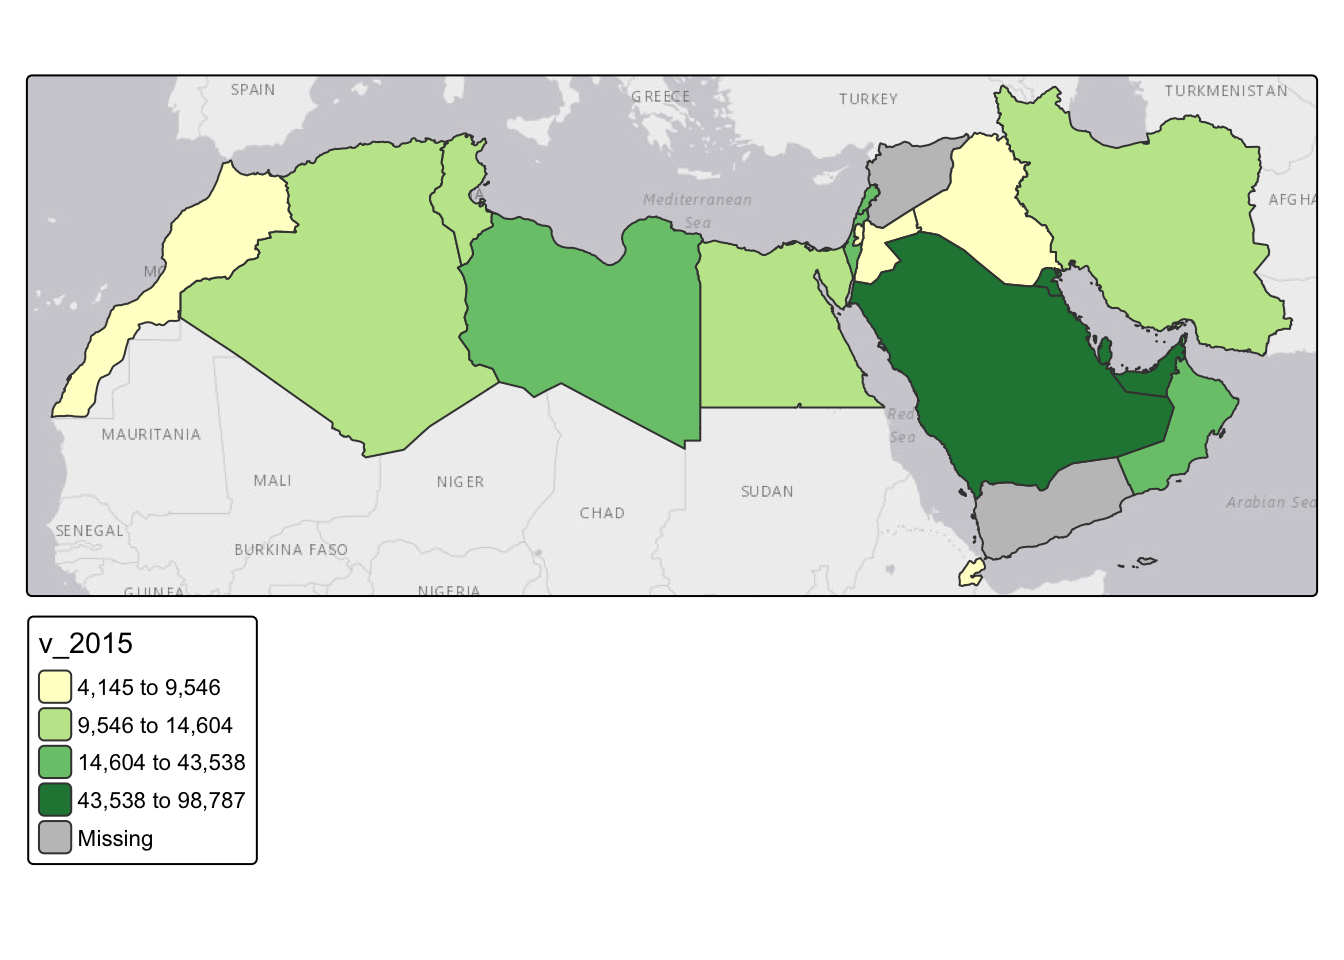 SPAIN
GREECE
TURKEY
TURKMENISTAN
Mediterranean
Sea
AFGHA
MO
MAURITANIA
MALI
NIGER
CHAD
SUDAN
Red
Sea
Arabian Sea
SENEGAL
BURKINA FASO
GUINEA
NIGERIA
v_2015
4,145 to 9,546
9,546 to 14,604
14,604 to 43,538
43,538 to 98,787
Missing